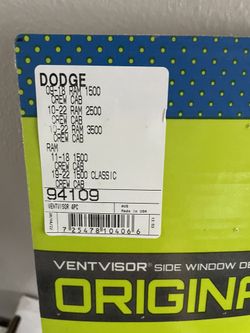 DODGE
09-18 RAM 1500
CREW CAB
10-22 RAM 2500
CREW CAB
10-22 RAM 3500
CREW CAB
RAM
11-18 1500
CREW CAB
19-22 1500 CLASSIC
CREW CAB
94109
VENTVISOR 4PC
AVS
Made in USA
7 25478 10406 6
VENTVISOR® SIDE WINDOW DE
ORIGINA